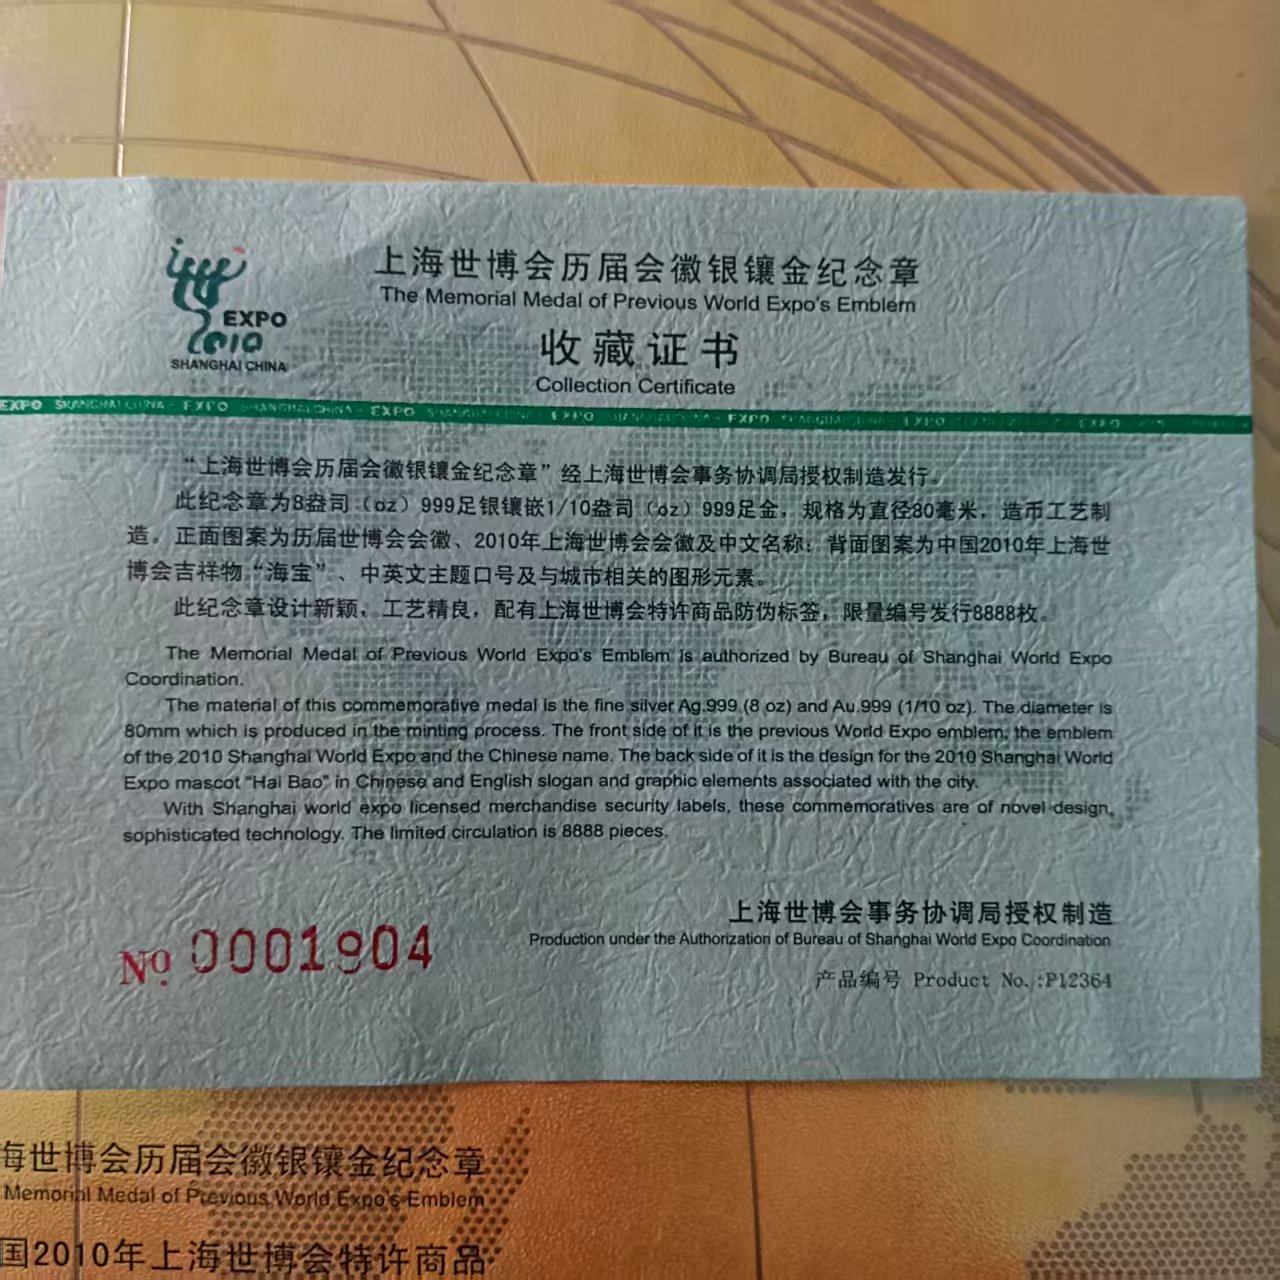 EXPO
2010
SHANGHAI CHINA
上海世博会历届会徽银镶金纪念章
The Memorial Medal of Previous World Expo's Emblem
收藏证书
Collection Certificate
EXPO SHANGHAI CHINA · EXPO SHANGHAI CHINA · EXPO SHANGHAI CHINA EXPO SHANGHAI CHINA · EXPO SHANGHAI CHINA EXPO EXPO
“上海世博会历届会徽银镶金纪念章”经上海世博会事务协调局授权制造发行。
此纪念章为8盎司（oz）999足银镶嵌1/10盎司（oz）999足金，规格为直径80毫米，造币工艺制
造。正面图案为历届世博会会徽、2010年上海世博会会徽及中文名称；背面图案为中国2010年上海世
博会吉祥物“海宝”、中英文主题口号及与城市相关的图形元素。
此纪念章设计新颖，工艺精良，配有上海世博会特许商品防伪标签，限量编号发行8888枚。
The Memorial Medal of Previous World Expo's Emblem is authorized by Bureau of Shanghai World Expo
Coordination.
The material of this commemorative medal is the fine silver Ag.999 (8 oz) and Au.999 (1/10 oz). The diameter is
80mm which is produced in the minting process. The front side of it is the previous World Expo emblem, the emblem
of the 2010 Shanghai World Expo and the Chinese name. The back side of it is the design for the 2010 Shanghai World
Expo mascot “Hai Bao” in Chinese and English slogan and graphic elements associated with the city.
With Shanghai world expo licensed merchandise security labels, these commemoratives are of novel design,
sophisticated technology. The limited circulation is 8888 pieces.
上海世博会事务协调局授权制造
Production under the Authorization of Bureau of Shanghai World Expo Coordination
No 0001904
产品编号 Product No.:P12364
海世博会历届会徽银镶金纪念章
Memorial Medal of Previous World Expo's Emblem
国2010年上海世博会特许商品